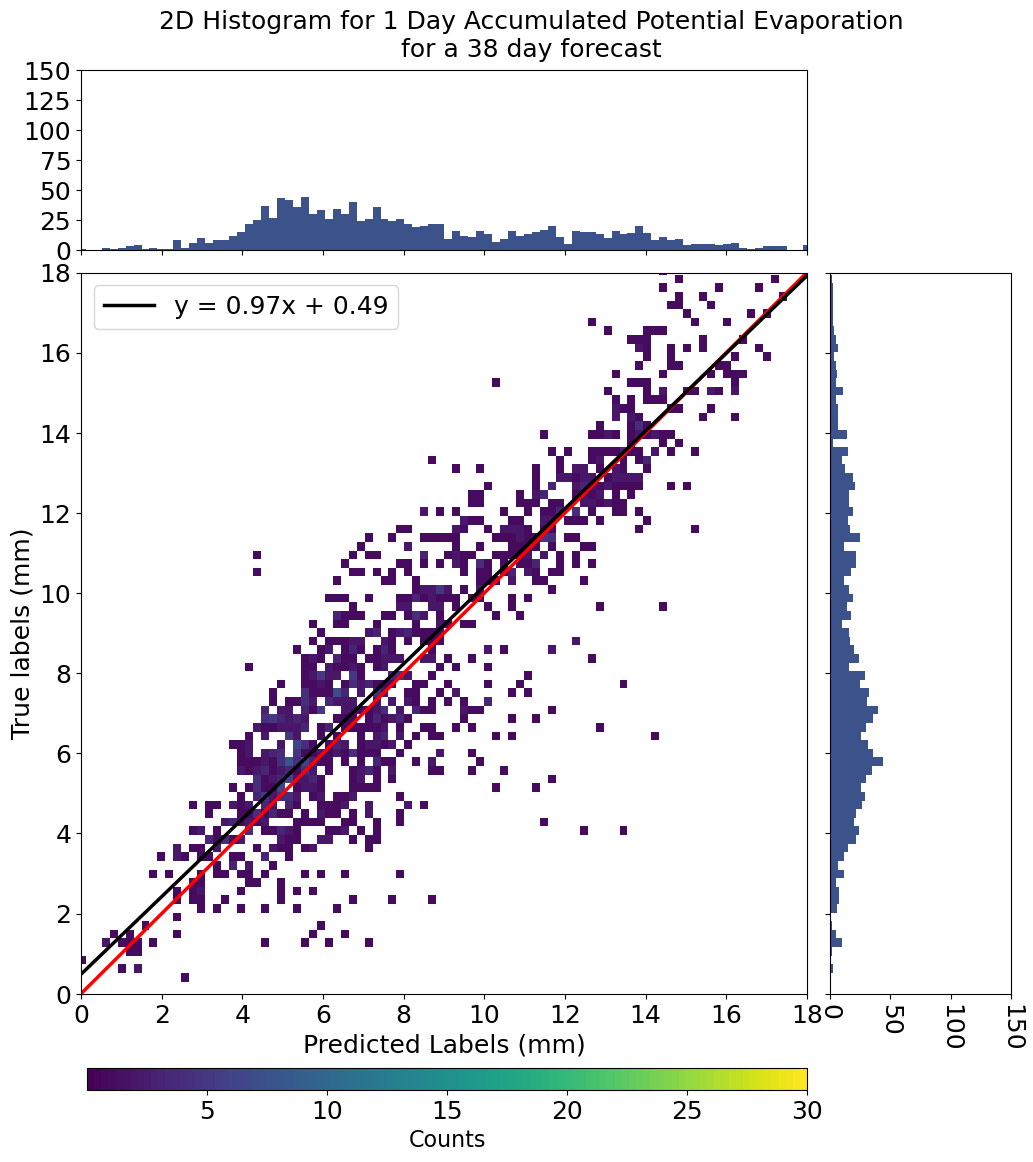 2D Histogram for 1 Day Accumulated Potential Evaporation
for a 38 day forecast
150
125
100
75
50
25
0
18
16
14
12
10
8
6
4
2
0
True labels (mm)
y = 0.97x + 0.49
0 2 4 6 8 10 12 14 16 18
Predicted Labels (mm)
0 50 100 150
5 10 15 20 25 30
Counts